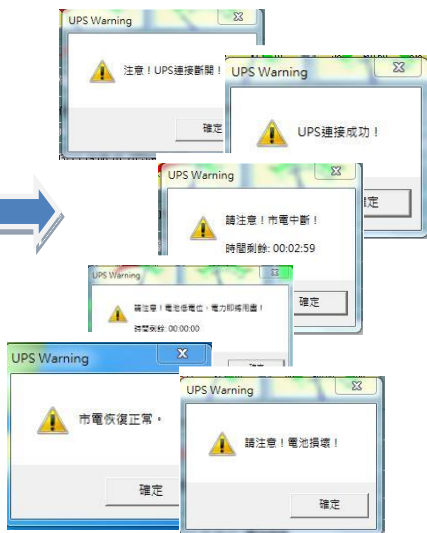 UPS Warning
注意！UPS連接斷開！
確定
UPS Warning
UPS連接成功！
確定
UPS Warning
請注意！市電中斷！
時間剩餘: 00:02:59
確定
UPS Warning
請注意！電池低電位，電力即將用盡！
時間剩餘: 00:00:00
UPS Warning
市電恢復正常。
確定
UPS Warning
請注意！電池損壞！
確定